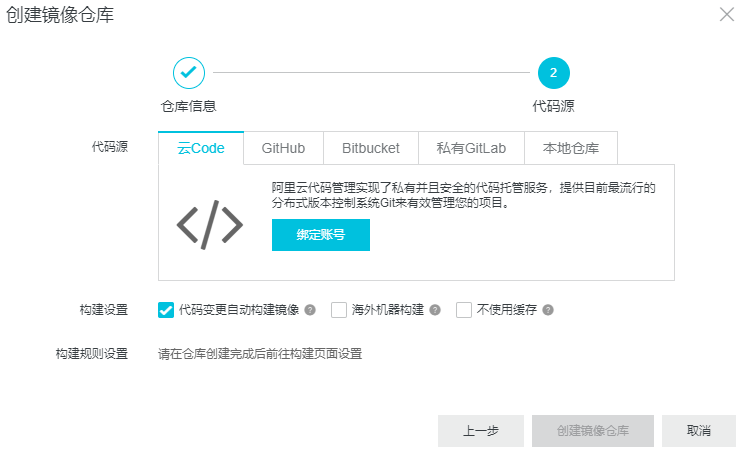 创建镜像仓库
2
仓库信息
代码源
代码源
云Code
GitHub
Bitbucket
私有GitLab
本地仓库
阿里云代码管理实现了私有并且安全的代码托管服务，提供目前最流行的
分布式版本控制系统Git来有效管理您的项目。
</>
绑定账号
构建设置
代码变更自动构建镜像 ?
海外机器构建 ?
不使用缓存 ?
构建规则设置
请在仓库创建完成后前往构建页面设置
上一步
创建镜像仓库
取消